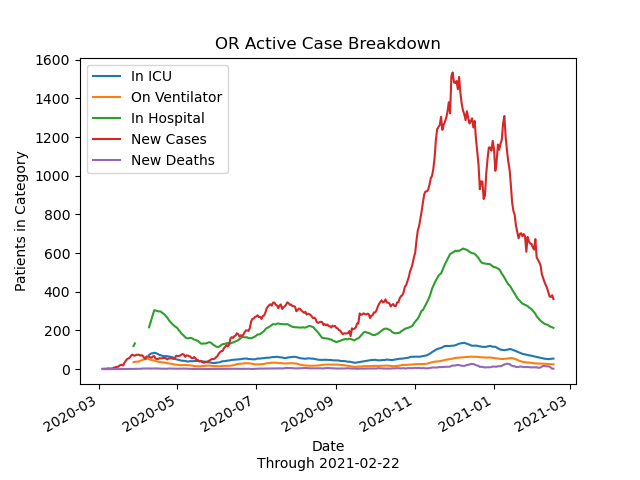 OR Active Case Breakdown
1600
1400
1200
1000
800
600
400
200
0
Patients in Category
In ICU
On Ventilator
In Hospital
New Cases
New Deaths
2020-03
2020-05
2020-07
2020-09
2020-11
2021-01
2021-03
Date
Through 2021-02-22